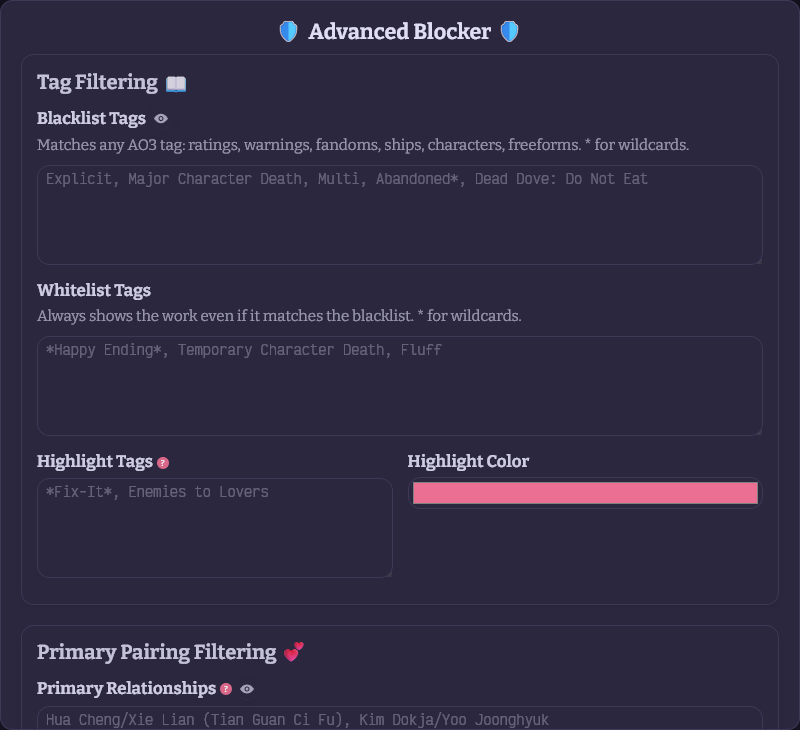 Advanced Blocker
Tag Filtering
Blacklist Tags
Matches any AO3 tag: ratings, warnings, fandoms, ships, characters, freeforms. * for wildcards.
Explicit, Major Character Death, Multi, Abandoned*, Dead Dove: Do Not Eat
Whitelist Tags
Always shows the work even if it matches the blacklist. * for wildcards.
*Happy Ending*, Temporary Character Death, Fluff
Highlight Tags ?
Highlight Color
*Fix-It*, Enemies to Lovers
Primary Pairing Filtering
Primary Relationships ?
Hua Cheng/Xie Lian (Tian Guan Ci Fu), Kim Dokja/Yoo Joonghyuk